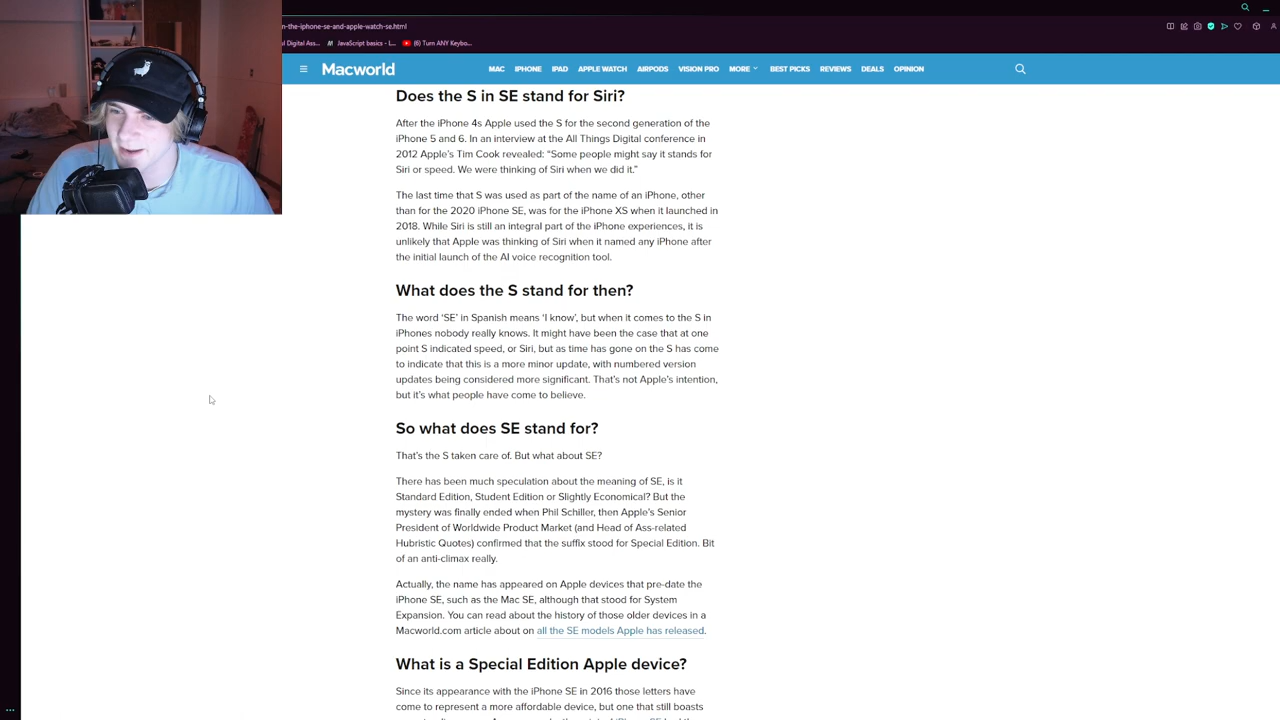 n-the-iphone-se-and-apple-watch-se.html
al Digital Ass... JavaScript basics - L... (6) Turn ANY Keybo...
Macworld MAC IPHONE IPAD APPLE WATCH AIRPODS VISION PRO MORE BEST PICKS REVIEWS DEALS OPINION
Does the S in SE stand for Siri?
After the iPhone 4s Apple used the S for the second generation of the
iPhone 5 and 6. In an interview at the All Things Digital conference in
2012 Apple's Tim Cook revealed: “Some people might say it stands for
Siri or speed. We were thinking of Siri when we did it.”
The last time that S was used as part of the name of an iPhone, other
than for the 2020 iPhone SE, was for the iPhone XS when it launched in
2018. While Siri is still an integral part of the iPhone experiences, it is
unlikely that Apple was thinking of Siri when it named any iPhone after
the initial launch of the AI voice recognition tool.
What does the S stand for then?
The word ‘SE’ in Spanish means ‘I know’, but when it comes to the S in
iPhones nobody really knows. It might have been the case that at one
point S indicated speed, or Siri, but as time has gone on the S has come
to indicate that this is a more minor update, with numbered version
updates being considered more significant. That’s not Apple’s intention,
but it’s what people have come to believe.
So what does SE stand for?
That’s the S taken care of. But what about SE?
There has been much speculation about the meaning of SE, is it
Standard Edition, Student Edition or Slightly Economical? But the
mystery was finally ended when Phil Schiller, then Apple’s Senior
President of Worldwide Product Market (and Head of Ass-related
Hubristic Quotes) confirmed that the suffix stood for Special Edition. Bit
of an anti-climax really.
Actually, the name has appeared on Apple devices that pre-date the
iPhone SE, such as the Mac SE, although that stood for System
Expansion. You can read about the history of those older devices in a
Macworld.com article about on all the SE models Apple has released.
What is a Special Edition Apple device?
Since its appearance with the iPhone SE in 2016 those letters have
come to represent a more affordable device, but one that still boasts